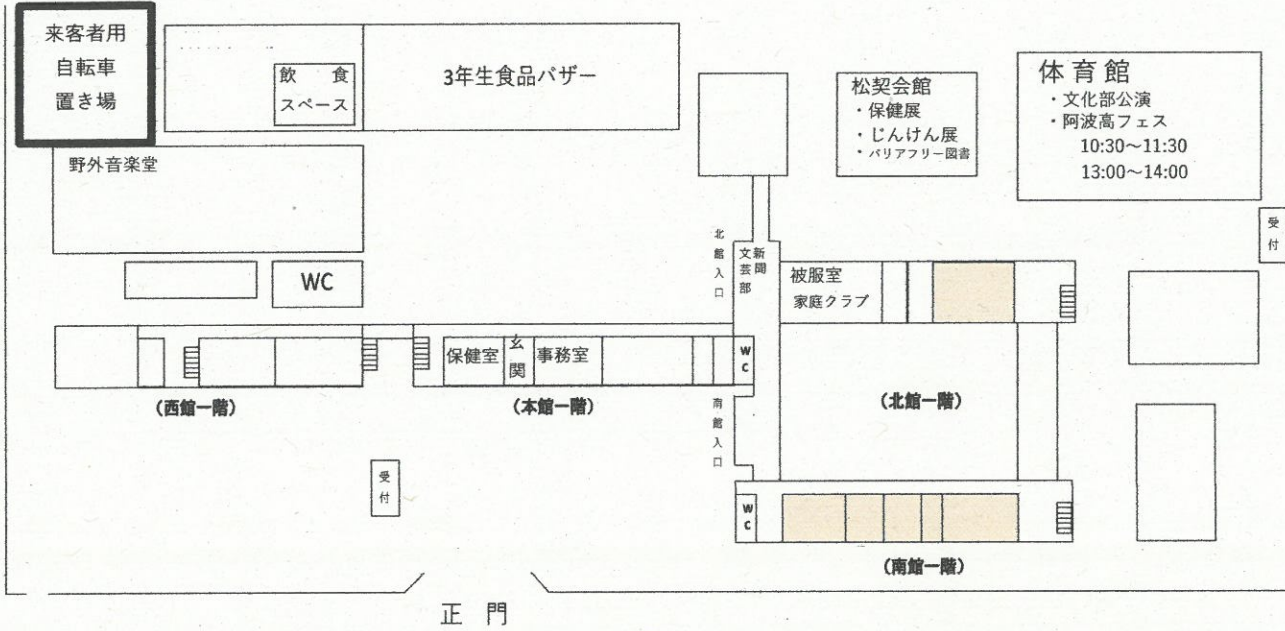 来客者用
自転車
置き場
飲　食
スペース
3年生食品バザー
松契会館
・保健展
・じんけん展
・バリアフリー図書
体育館
・文化部公演
・阿波高フェス
10:30～11:30
13:00～14:00
野外音楽堂
受付
北館入口
新聞
文芸部
被服室
家庭クラブ
WC
保健室
玄関
事務室
WC
(西館一階)
(本館一階)
南館入口
(北館一階)
受付
WC
(南館一階)
正門